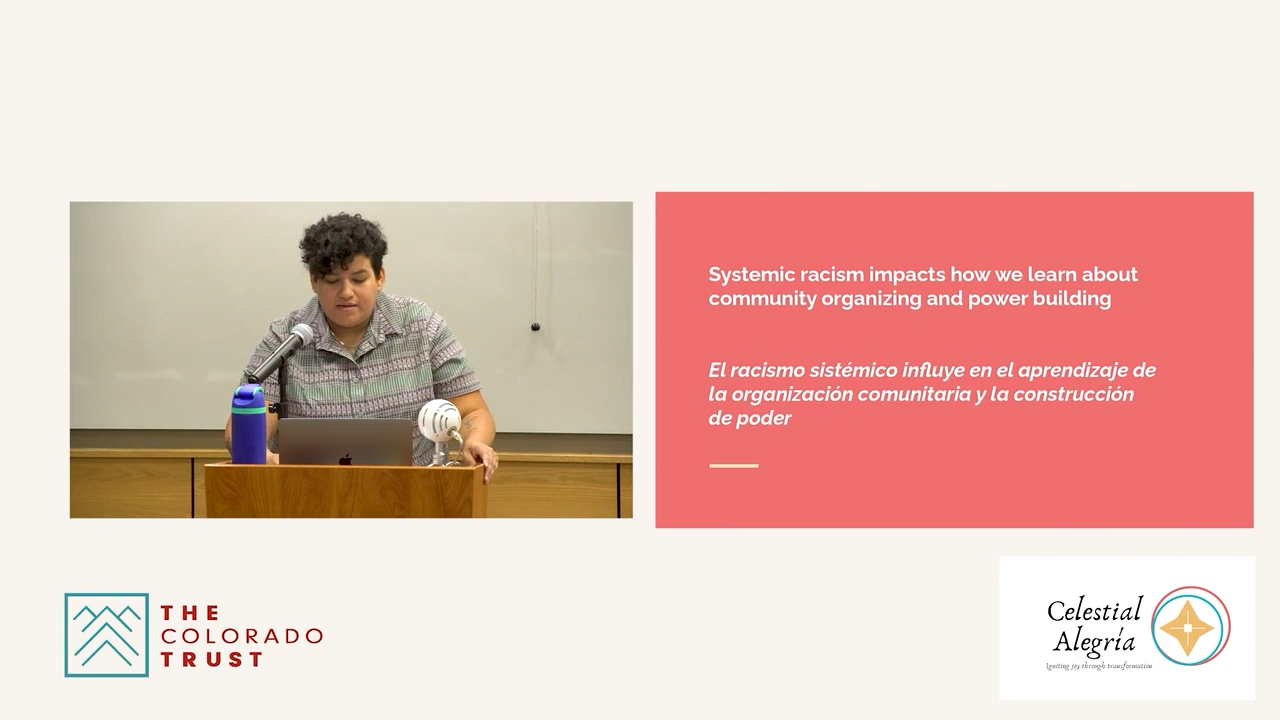 Systemic racism impacts how we learn about
community organizing and power building
El racismo sistémico influye en el aprendizaje de
la organización comunitaria y la construcción
de poder
THE
COLORADO
TRUST
Celestial
Alegría
Igniting joy through transformation